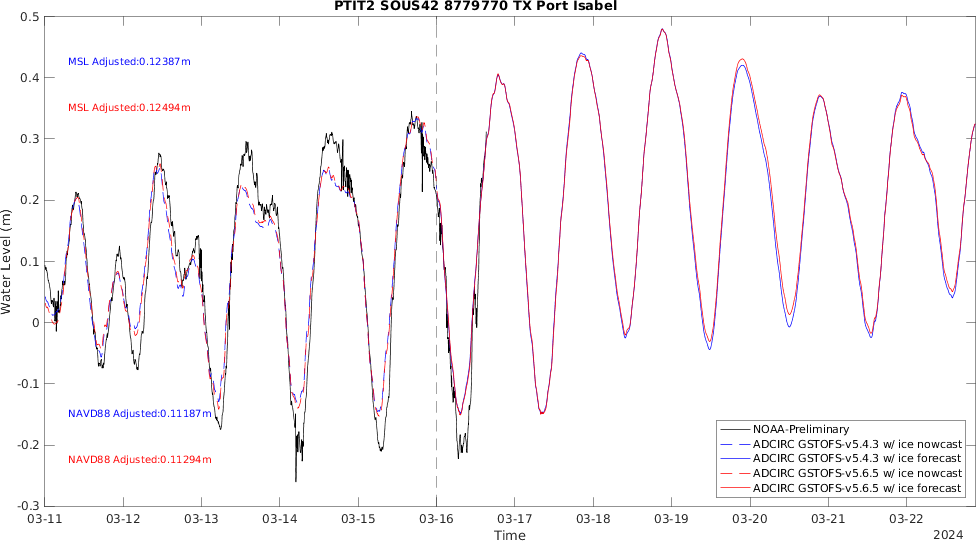 PTIT2 SOUS42 8779770 TX Port Isabel
0.5
0.4
0.3
0.2
0.1
0
-0.1
-0.2
-0.3
Water Level (m)
MSL Adjusted:0.12387m
MSL Adjusted:0.12494m
NAVD88 Adjusted:0.11187m
NAVD88 Adjusted:0.11294m
NOAA-Preliminary
ADCIRC GSTOFS-v5.4.3 w/ ice nowcast
ADCIRC GSTOFS-v5.4.3 w/ ice forecast
ADCIRC GSTOFS-v5.6.5 w/ ice nowcast
ADCIRC GSTOFS-v5.6.5 w/ ice forecast
03-11 03-12 03-13 03-14 03-15 03-16 03-17 03-18 03-19 03-20 03-21 03-22
Time
2024